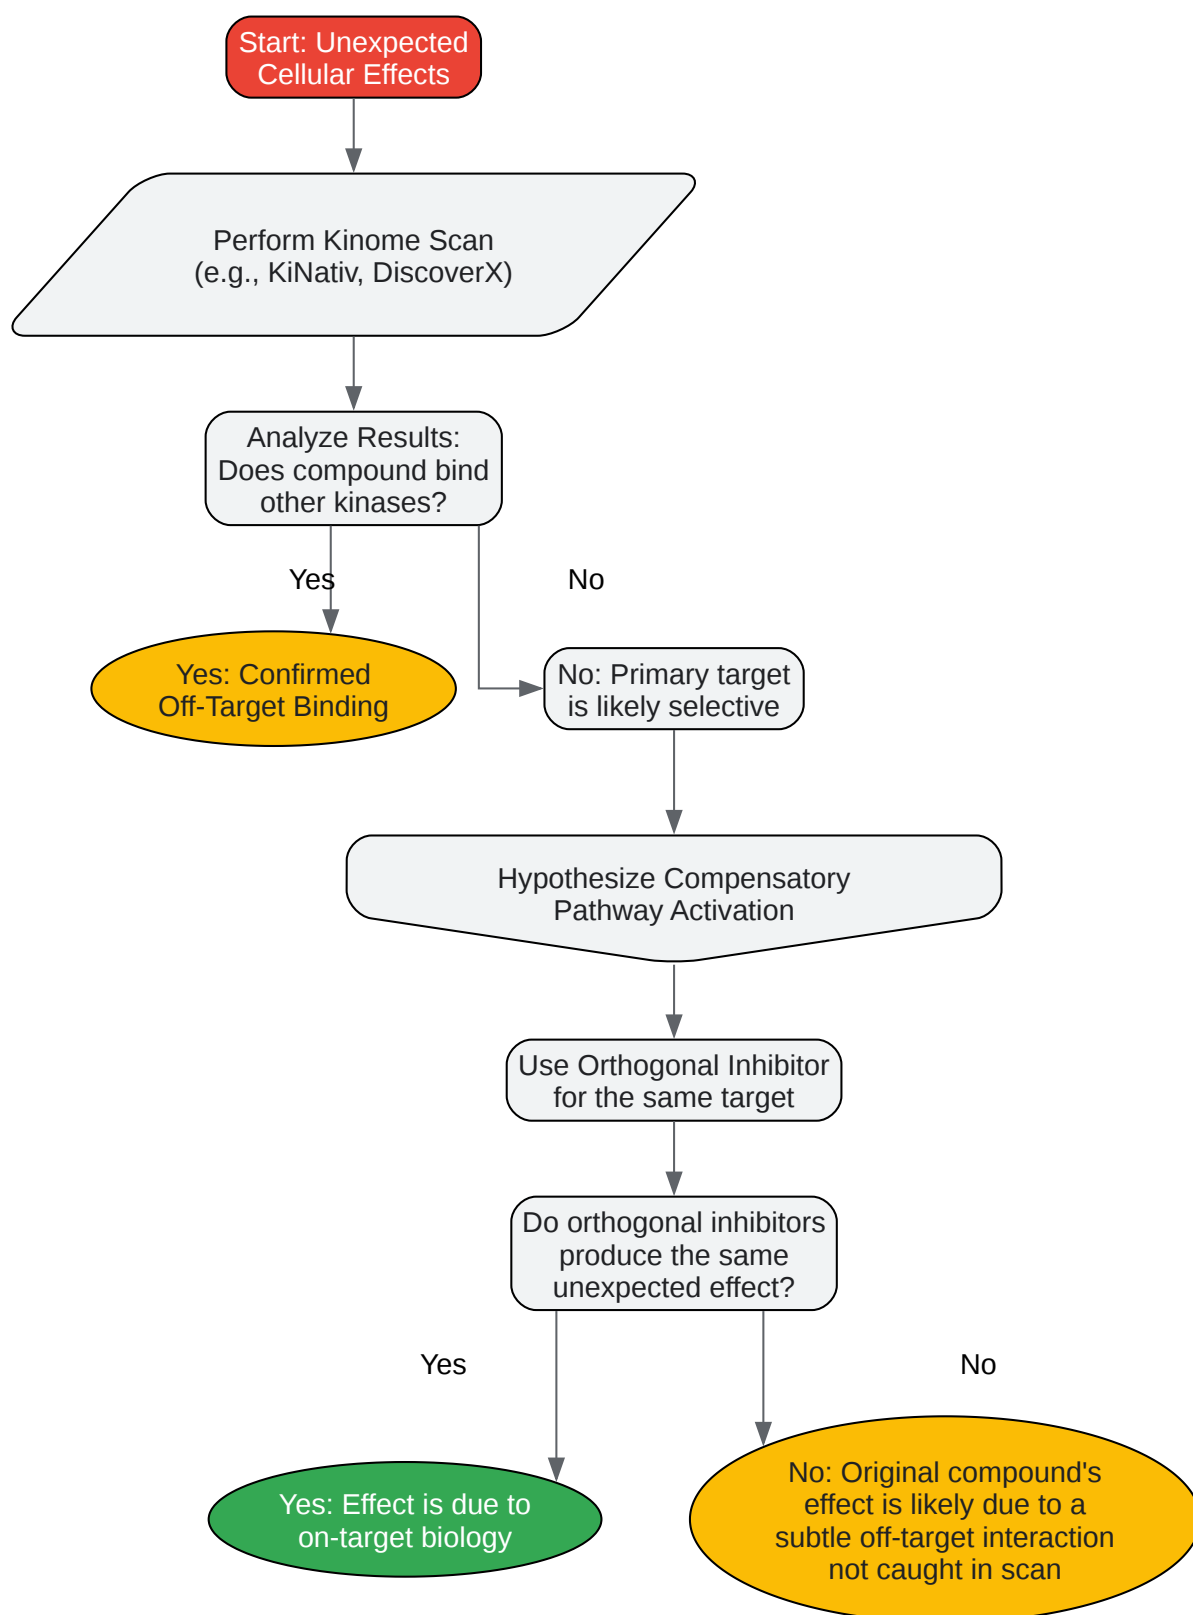 Start: Unexpected
Cellular Effects
Perform Kinome Scan
(e.g., KiNativ, DiscoverX)
Analyze Results:
Does compound bind
other kinases?
Yes
No
Yes: Confirmed
Off-Target Binding
No: Primary target
is likely selective
Hypothesize Compensatory
Pathway Activation
Use Orthogonal Inhibitor
for the same target
Do orthogonal inhibitors
produce the same
unexpected effect?
Yes
No
Yes: Effect is due to
on-target biology
No: Original compound's
effect is likely due to a
subtle off-target interaction
not caught in scan